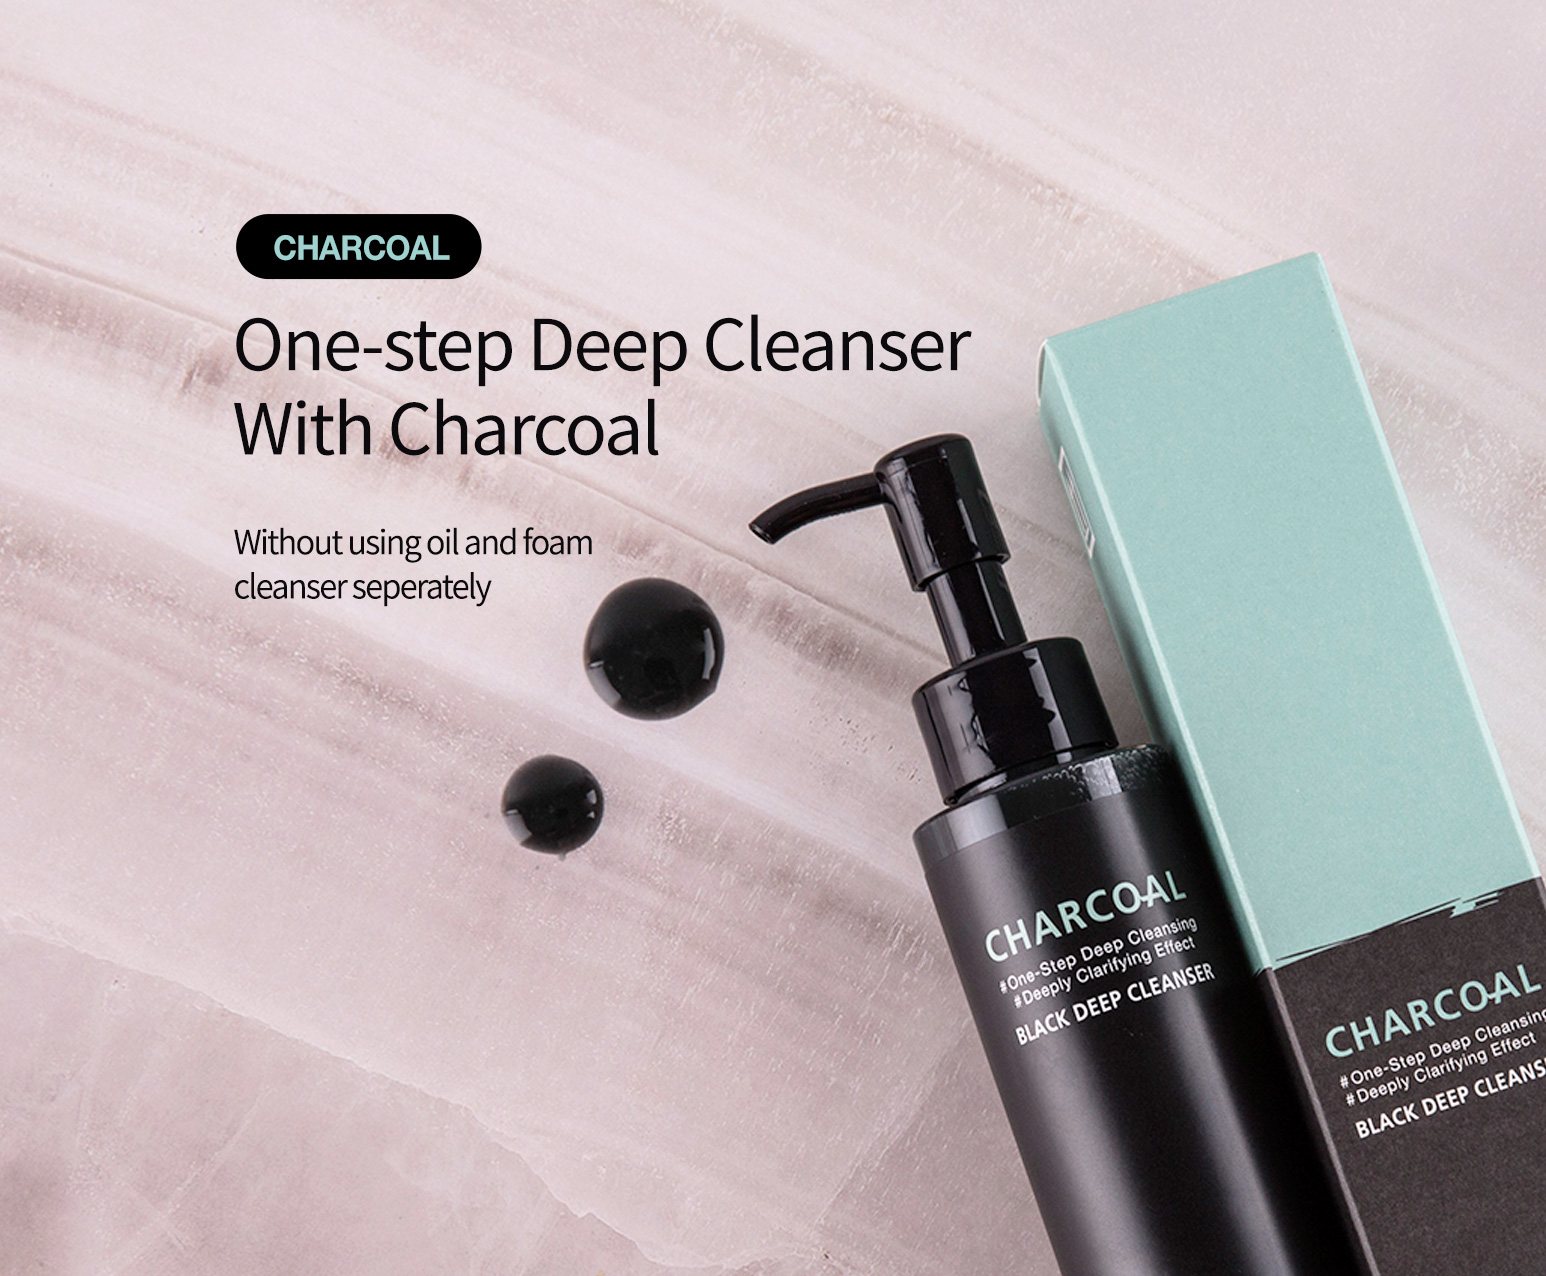 CHARCOAL
One-step Deep Cleanser
With Charcoal
Without using oil and foam
cleanser seperately
CHARCOAL
#One-Step Deep Cleansing
#Deeply Clarifying Effect
BLACK DEEP CLEANSER
CHARCOAL
#One-Step Deep Cleansing
#Deeply Clarifying Effect
BLACK DEEP CLEANS